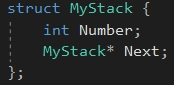 struct MyStack {
    int Number;
    MyStack* Next;
};